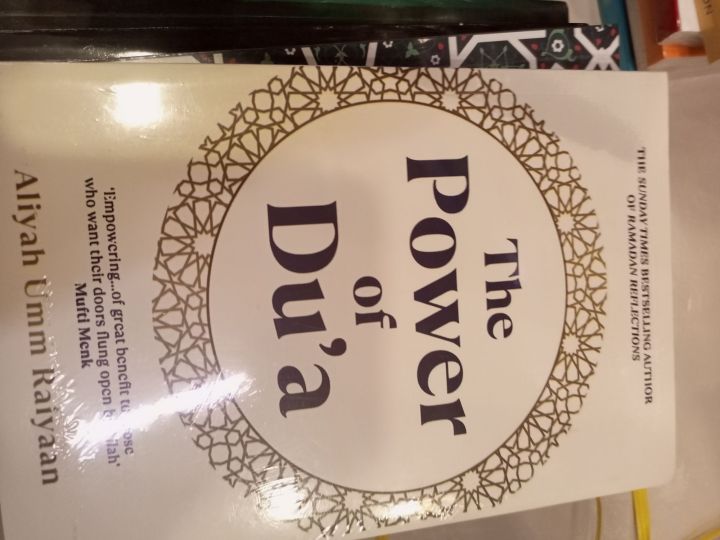 THE SUNDAY TIMES BESTSELLING AUTHOR
OF RAMADAN REFLECTIONS
The
Power
of
Du'a
'Empowering...of great benefit to those
who want their doors flung open by Allah'
Mufti Menk
Aliyah Umm Raiyaan
ON